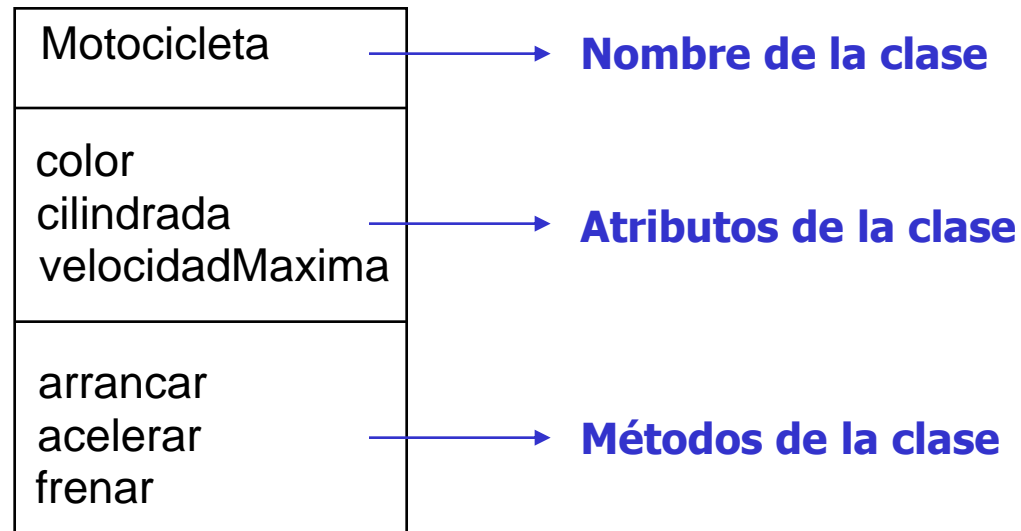 Motocicleta
Nombre de la clase
color
cilindrada
velocidadMaxima
Atributos de la clase
arrancar
acelerar
frenar
Métodos de la clase